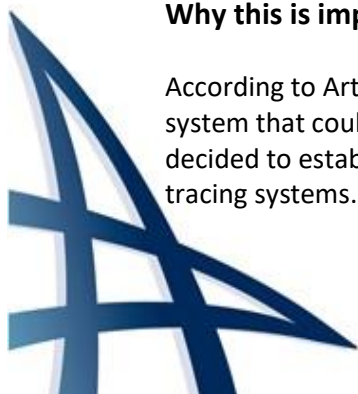 Why this is imp
According to Art
system that coul
decided to estab
tracing systems.